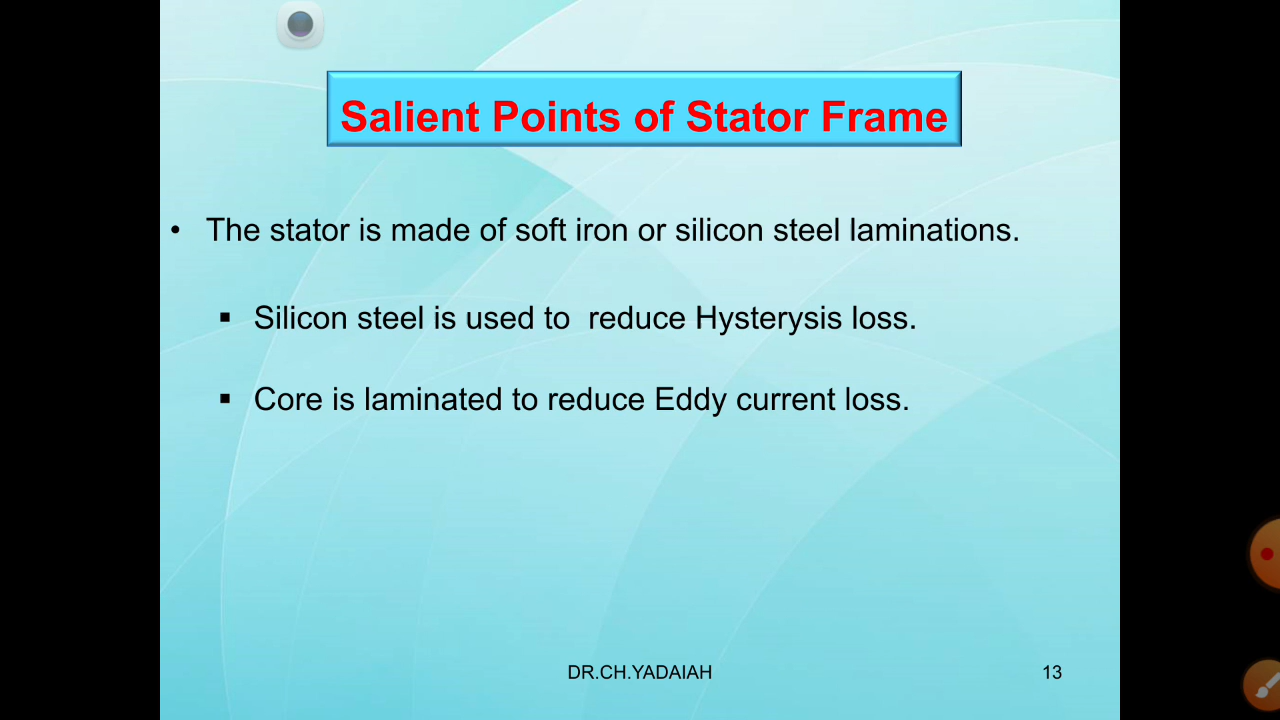 Salient Points of Stator Frame
• The stator is made of soft iron or silicon steel laminations.
▪ Silicon steel is used to  reduce Hysterysis loss.
▪ Core is laminated to reduce Eddy current loss.
DR.CH.YADAIAH 13